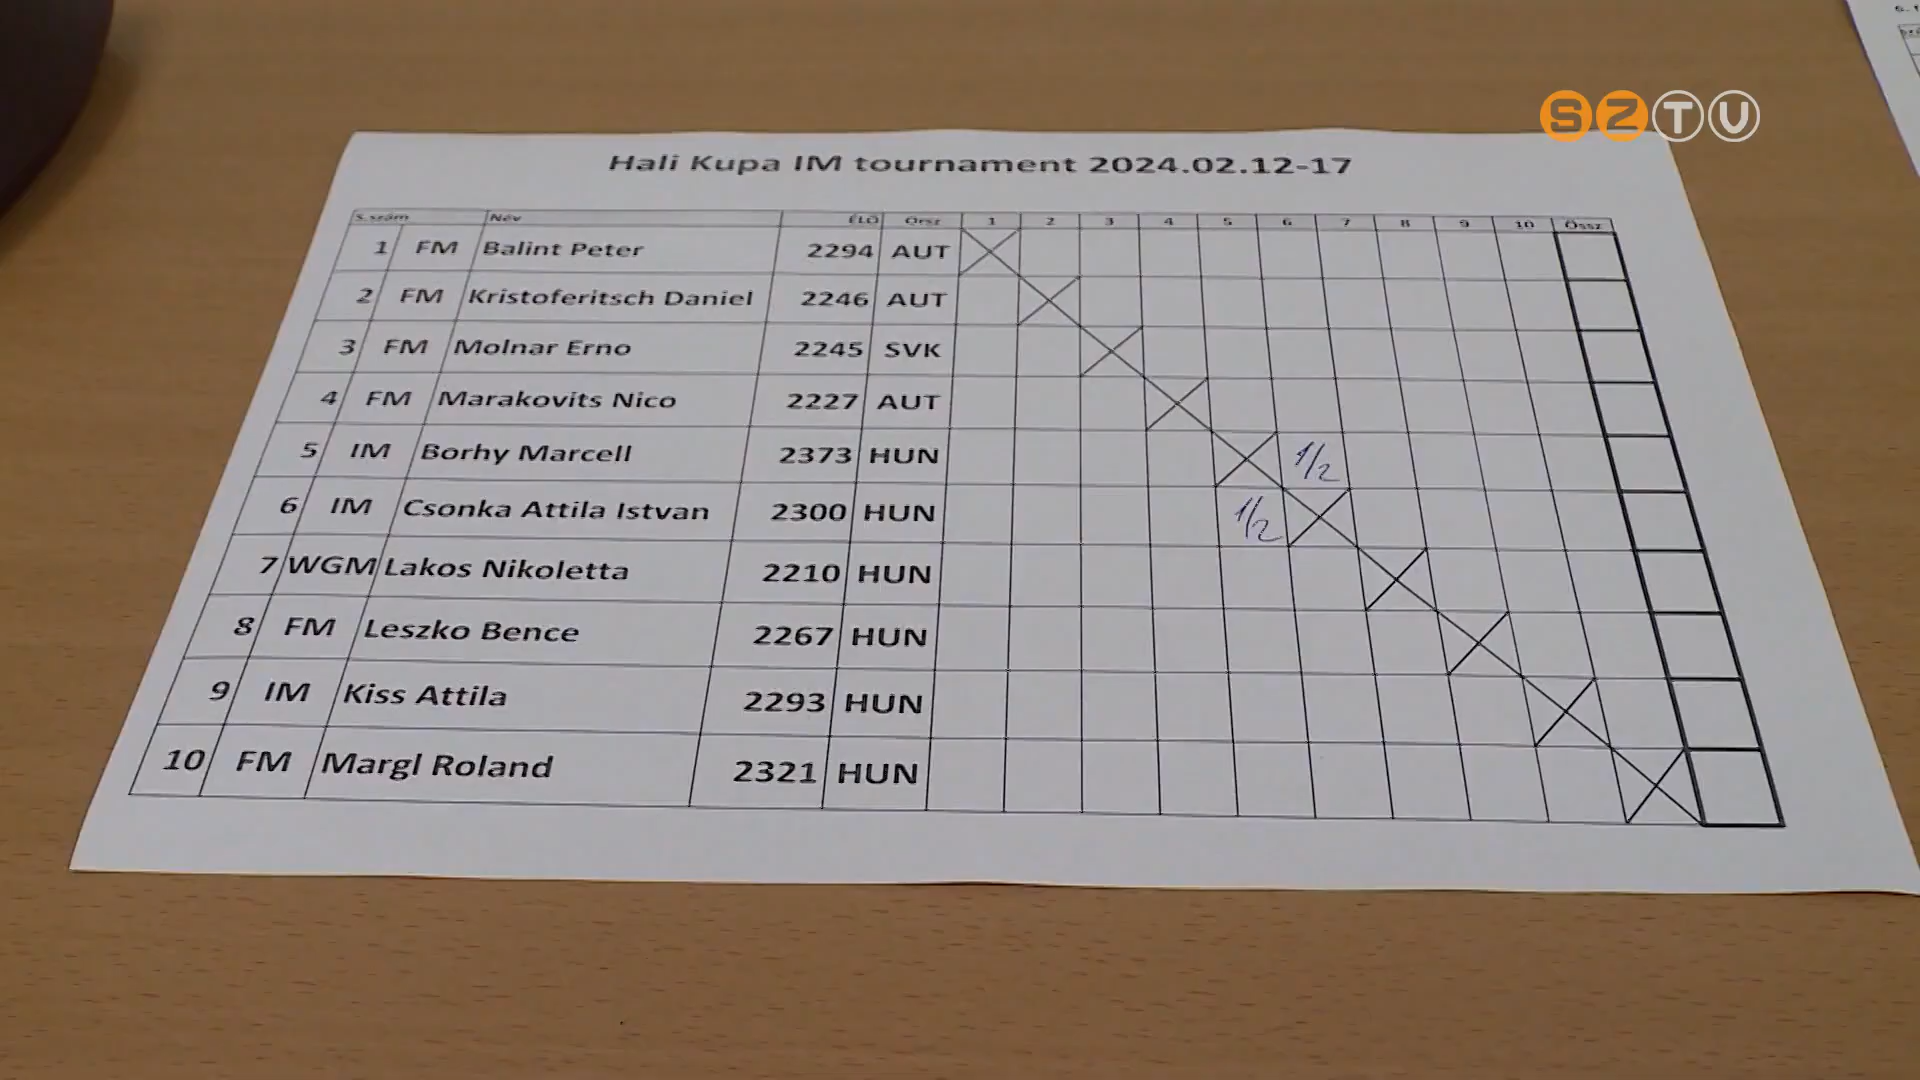 SZTV
Hali Kupa IM tournament 2024.02.12-17
S.szám Név ÉLŐ Orsz 1 2 3 4 5 6 7 8 9 10 Össz
1 FM Balint Peter 2294 AUT
2 FM Kristoferitsch Daniel 2246 AUT
3 FM Molnar Erno 2245 SVK
4 FM Marakovits Nico 2227 AUT
5 IM Borhy Marcell 2373 HUN 1/2
6 IM Csonka Attila Istvan 2300 HUN 1/2
7 WGM Lakos Nikoletta 2210 HUN
8 FM Leszko Bence 2267 HUN
9 IM Kiss Attila 2293 HUN
10 FM Margl Roland 2321 HUN